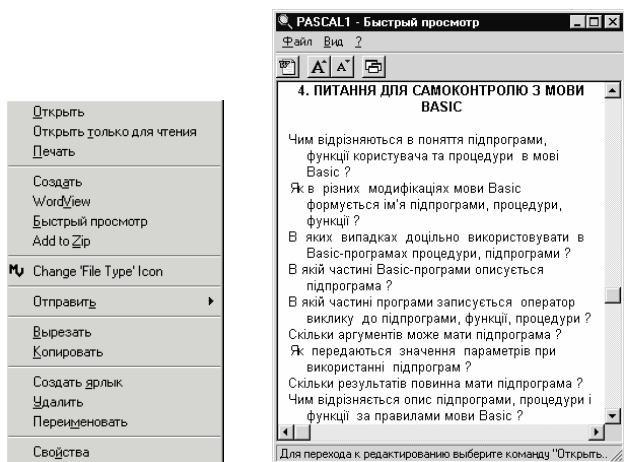 Открыть
Открыть только для чтения
Печать
Создать
WordView
Быстрый просмотр
Add to Zip
Change 'File Type' Icon
Отправить
Вырезать
Копировать
Создать ярлык
Удалить
Переименовать
Свойства
PASCAL1 - Быстрый просмотр
Файл Вид ?
4. ПИТАННЯ ДЛЯ САМОКОНТРОЛЮ З МОВИ
BASIC
Чим відрізняються в поняття підпрограми,
функції користувача та процедури в мові
Basic ?
Як в різних модифікаціях мови Basic
формується ім'я підпрограми, процедури,
функції ?
В яких випадках доцільно використовувати в
Basic-програмах процедури, підпрограми ?
В якій частині Basic-програми описується
підпрограма ?
В якій частині програми записується оператор
виклику до підпрограми, функції, процедури ?
Скільки аргументів може мати підпрограма ?
Як передаються значення параметрів при
використанні підпрограм ?
Скільки результатів повинна мати підпрограма ?
Чим відрізняється опис підпрограми, процедури і
функції за правилами мови Basic ?
Для перехода к редактированию выберите команду "Открыть..